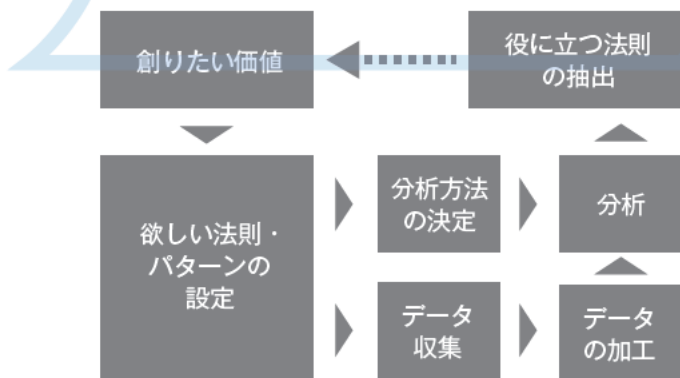 創りたい価値
役に立つ法則
の抽出
欲しい法則・
パターンの
設定
分析方法
の決定
分析
データ
収集
データ
の加工